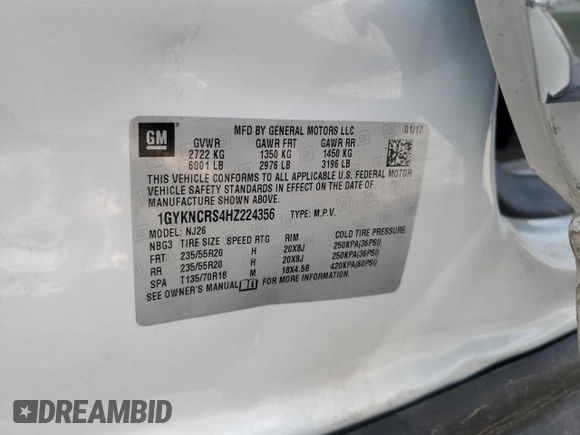 GM
MFD BY GENERAL MOTORS LLC 01/17
GVWR GAWR FRT GAWR RR
2722 KG 1350 KG 1450 KG
6001 LB 2976 LB 3196 LB
THIS VEHICLE CONFORMS TO ALL APPLICABLE U.S. FEDERAL MOTOR
VEHICLE SAFETY STANDARDS IN EFFECT ON THE DATE OF
MANUFACTURE SHOWN ABOVE.
1GYKNCRS4HZ224356 TYPE: M.P.V.
MODEL: NJ26
NBG3 TIRE SIZE SPEED RTG RIM COLD TIRE PRESSURE
FRT 235/55R20 H 20X8J 250KPA(36PSI)
RR 235/55R20 H 20X8J 250KPA(36PSI)
SPA T135/70R18 M 18X4.5B 420KPA(60PSI)
SEE OWNER'S MANUAL FOR MORE INFORMATION.
DREAMBID